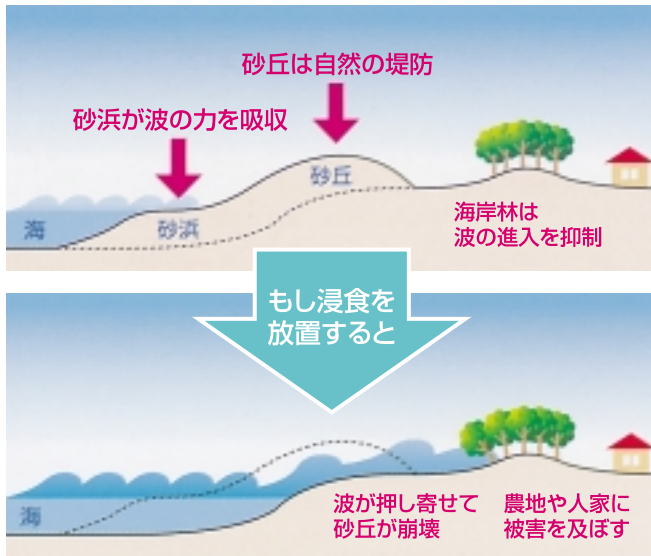 砂丘は自然の堤防
砂浜が波の力を吸収
砂丘
海
砂浜
海岸林は
波の進入を抑制
もし浸食を
放置すると
海
波が押し寄せて
砂丘が崩壊
農地や人家に
被害を及ぼす